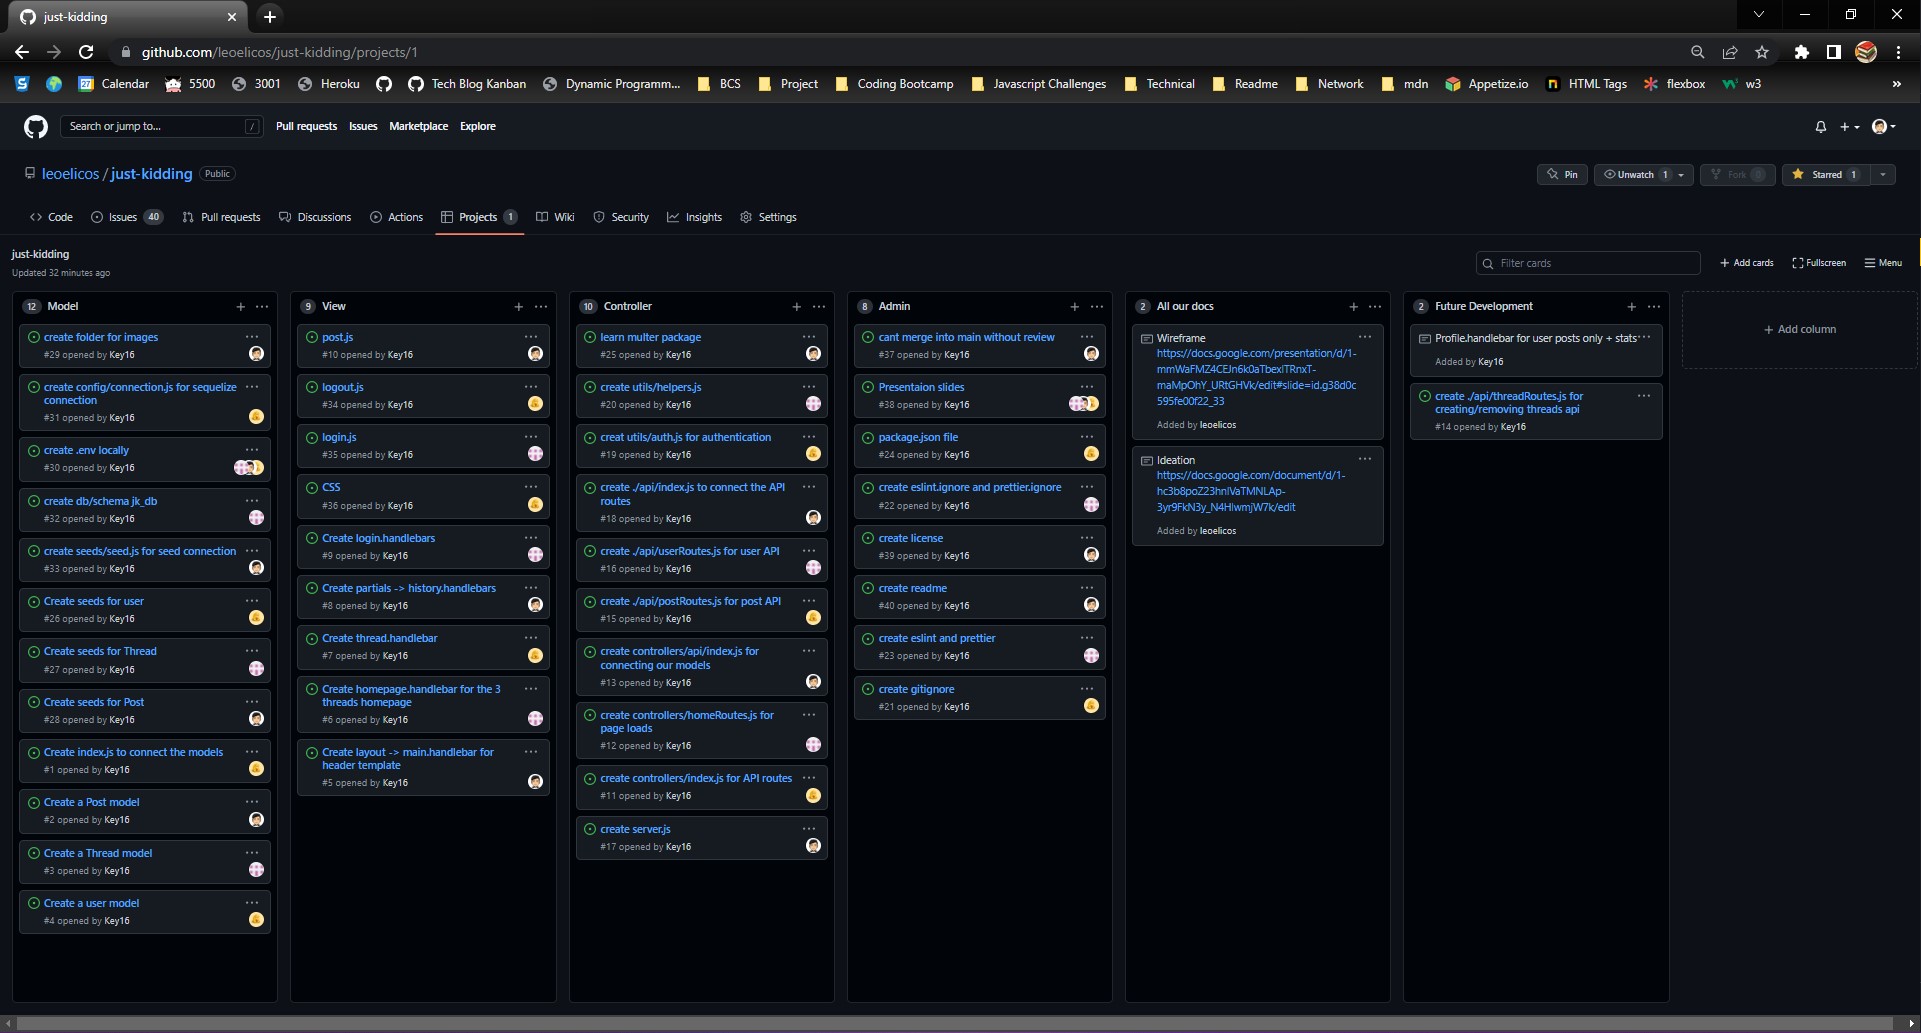 just-kidding
github.com/leoelicos/just-kidding/projects/1
Calendar 5500 3001 Heroku Tech Blog Kanban Dynamic Programm... BCS Project Coding Bootcamp Javascript Challenges Technical Readme Network mdn Appetize.io HTML Tags flexbox w3 »
Search or jump to... / Pull requests Issues Marketplace Explore
leoelicos / just-kidding Public Pin Unwatch 1 Fork 0 Starred 1
Code Issues 40 Pull requests Discussions Actions Projects 1 Wiki Security Insights Settings
just-kidding
Updated 32 minutes ago
Filter cards + Add cards Fullscreen Menu
12 Model
create folder for images
#29 opened by Key16
create config/connection.js for sequelize
connection
#31 opened by Key16
create .env locally
#30 opened by Key16
create db/schema jk_db
#32 opened by Key16
create seeds/seed.js for seed connection
#33 opened by Key16
Create seeds for user
#26 opened by Key16
Create seeds for Thread
#27 opened by Key16
Create seeds for Post
#28 opened by Key16
Create index.js to connect the models
#1 opened by Key16
Create a Post model
#2 opened by Key16
Create a Thread model
#3 opened by Key16
Create a user model
#4 opened by Key16
9 View
post.js
#10 opened by Key16
logout.js
#34 opened by Key16
login.js
#35 opened by Key16
CSS
#36 opened by Key16
Create login.handlebars
#9 opened by Key16
Create partials -> history.handlebars
#8 opened by Key16
Create thread.handlebar
#7 opened by Key16
Create homepage.handlebar for the 3
threads homepage
#6 opened by Key16
Create layout -> main.handlebar for
header template
#5 opened by Key16
10 Controller
learn multer package
#25 opened by Key16
create utils/helpers.js
#20 opened by Key16
creat utils/auth.js for authentication
#19 opened by Key16
create ./api/index.js to connect the API
routes
#18 opened by Key16
create ./api/userRoutes.js for user API
#16 opened by Key16
create ./api/postRoutes.js for post API
#15 opened by Key16
create controllers/api/index.js for
connecting our models
#13 opened by Key16
create controllers/homeRoutes.js for
page loads
#12 opened by Key16
create controllers/index.js for API routes
#11 opened by Key16
create server.js
#17 opened by Key16
8 Admin
cant merge into main without review
#37 opened by Key16
Presentaion slides
#38 opened by Key16
package.json file
#24 opened by Key16
create eslint.ignore and prettier.ignore
#22 opened by Key16
create license
#39 opened by Key16
create readme
#40 opened by Key16
create eslint and prettier
#23 opened by Key16
create gitignore
#21 opened by Key16
2 All our docs
Wireframe
https://docs.google.com/presentation/d/1-
mmWaFMZ4CEJn6k0aTbexlTRnxT-
maMpOhY_URtGHVk/edit#slide=id.g38d0c
595fe00f22_33
Added by leoelicos
Ideation
https://docs.google.com/document/d/1-
hc3b8poZ23hnlVaTMNLAp-
3yr9FkN3y_N4HlwmjW7k/edit
Added by leoelicos
2 Future Development
Profile.handlebar for user posts only + stats
Added by Key16
create ./api/threadRoutes.js for
creating/removing threads api
#14 opened by Key16
+ Add column